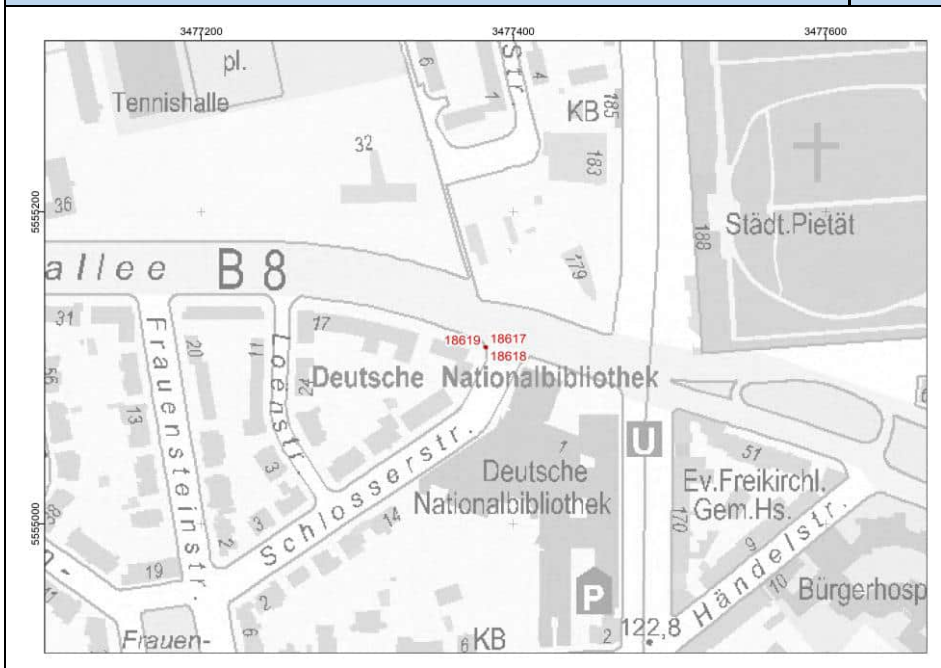 3477200
3477400
3477600
5555200
5555000
pl.
Tennishalle
6
1
Str.
4
KB
185
183
32
36
179
188
Städt.Pietät
allee
B 8
31
Frauensteinstr.
20
11
Loënstr.
17
22
56
13
3
3
2
18619
18617
18618
Deutsche Nationalbibliothek
Schlosserstr.
14
1
Deutsche
Nationalbibliothek
U
51
Ev.Freikirchl.
Gem.Hs.
170
9
10
Händelstr.
Bürgerhosp
19
Frauen-
6
2
6
KB
P
2
122,8